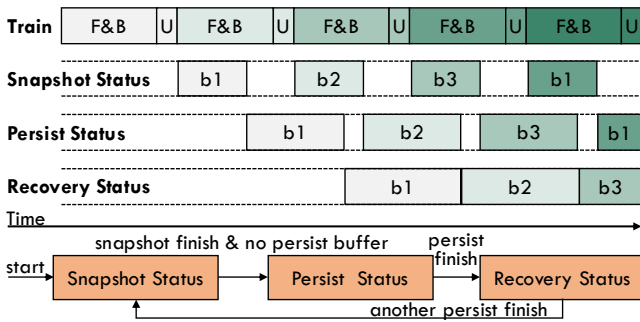 Train F&B U F&B U F&B U F&B U F&B U
Snapshot Status b1 b2 b3 b1
Persist Status b1 b2 b3 b1
Recovery Status b1 b2 b3
Time
snapshot finish & no persist buffer persist
finish
start Snapshot Status Persist Status Recovery Status
another persist finish